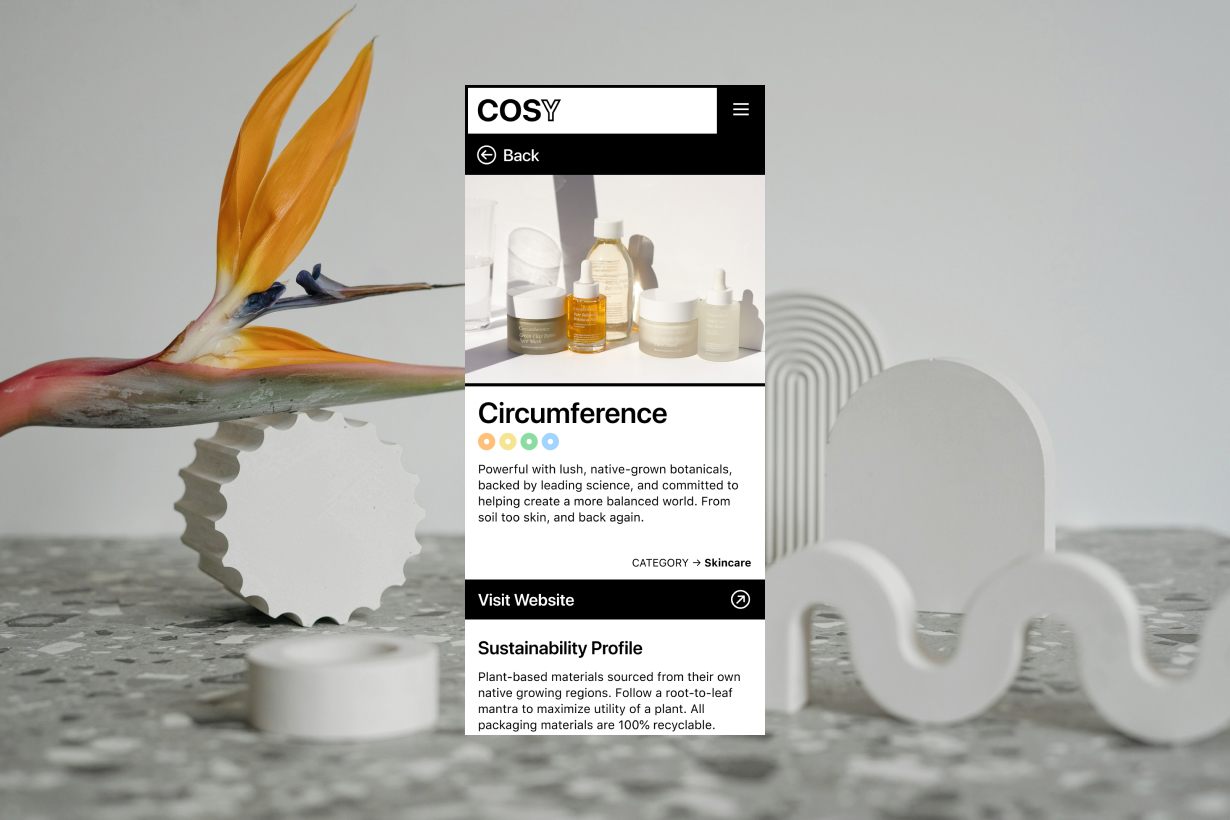 COSY
Back
Circumference
Powerful with lush, native-grown botanicals,
backed by leading science, and committed to
helping create a more balanced world. From
soil too skin, and back again.
CATEGORY → Skincare
Visit Website
Sustainability Profile
Plant-based materials sourced from their own
native growing regions. Follow a root-to-leaf
mantra to maximize utility of a plant. All
packaging materials are 100% recyclable.